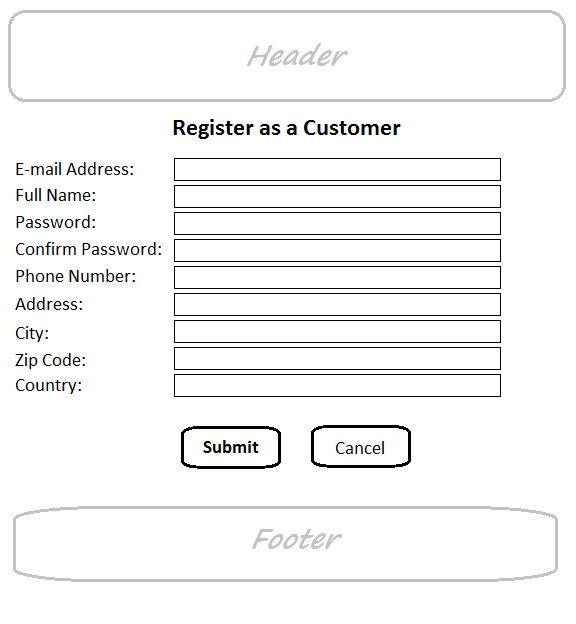 Header
Register as a Customer
E-mail Address:
Full Name:
Password:
Confirm Password:
Phone Number:
Address:
City:
Zip Code:
Country:
Submit Cancel
Footer